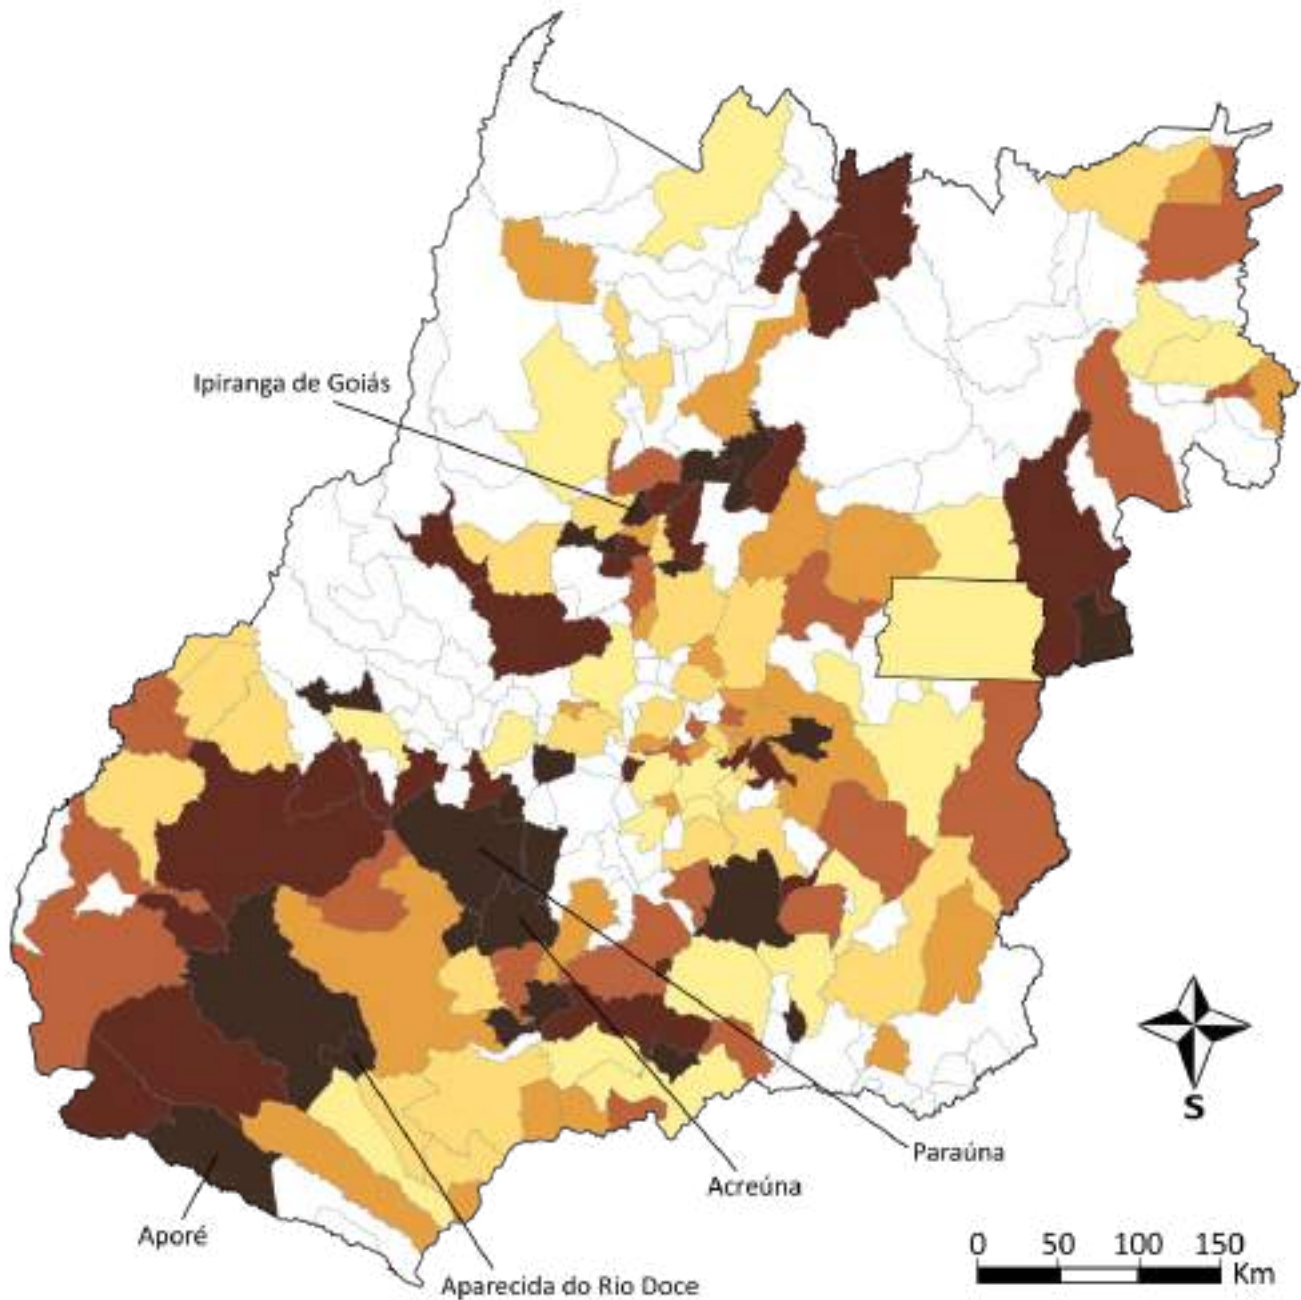 Ipiranga de Goiás
S
Paraúna
Acreúna
Aporé
Aparecida do Rio Doce
0 50 100 150
Km